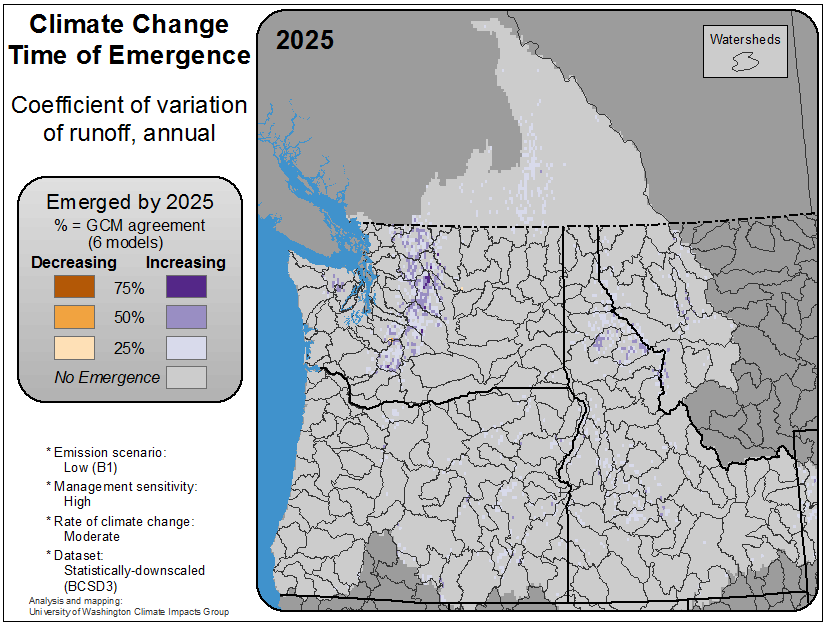 Climate Change
Time of Emergence
Coefficient of variation
of runoff, annual
Emerged by 2025
% = GCM agreement
(6 models)
Decreasing Increasing
75%
50%
25%
No Emergence
* Emission scenario:
Low (B1)
* Management sensitivity:
High
* Rate of climate change:
Moderate
* Dataset:
Statistically-downscaled
(BCSD3)
Analysis and mapping:
University of Washington Climate Impacts Group
2025
Watersheds